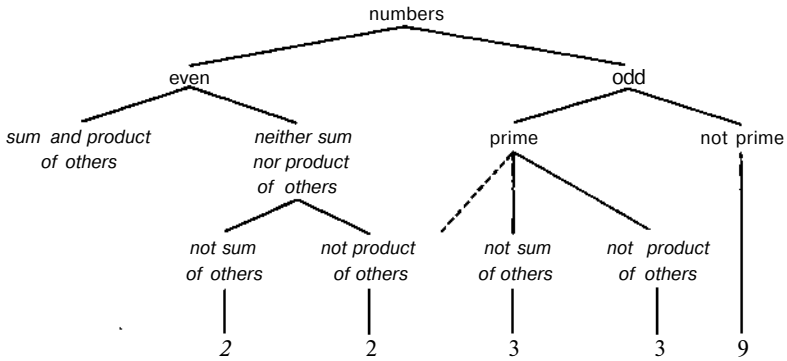 numbers
even
odd
sum and product
of others
neither sum
nor product
of others
prime
not prime
not sum
of others
not product
of others
not sum
of others
not product
of others
2
2
3
3
9